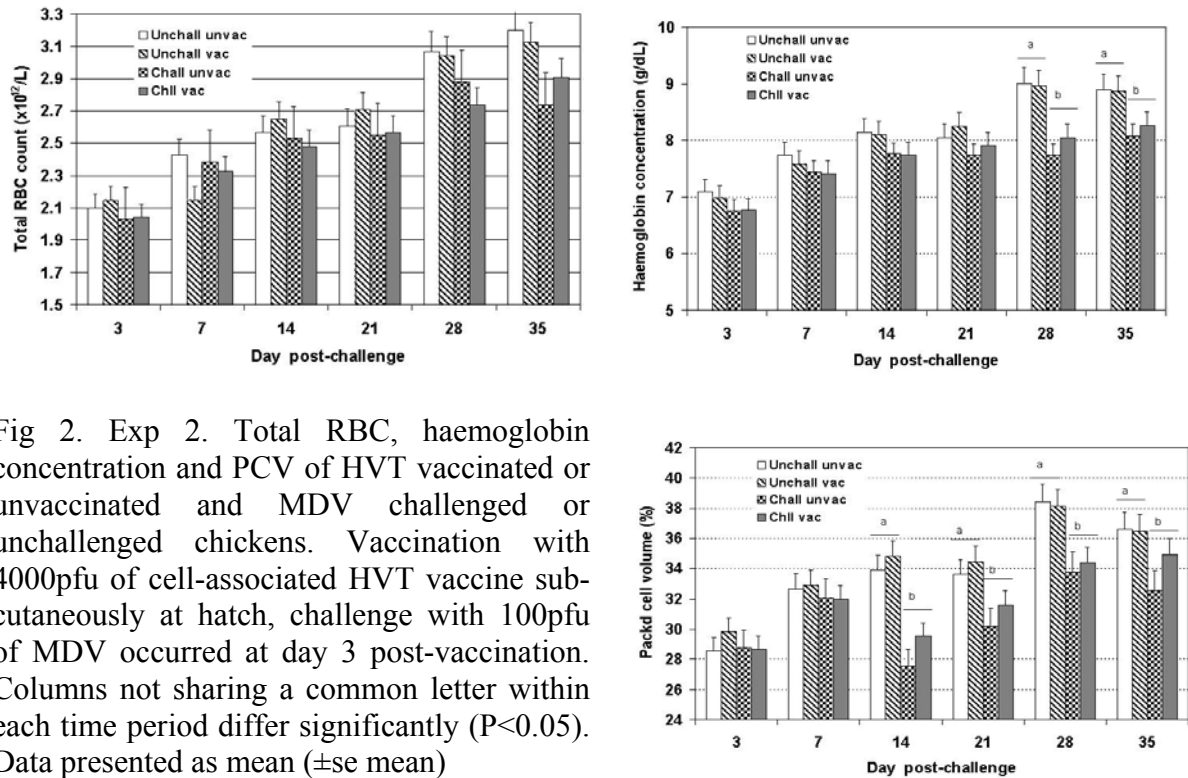 3.3
3.1
2.9
2.7
2.5
2.3
2.1
1.9
1.7
1.5
Total RBC count (x10¹²/L)
Unchall unvac
Unchall vac
Chall unvac
Chll vac
3 7 14 21 28 35
Day post-challenge
10
9
8
7
6
5
Haemoglobin concentration (g/dL)
Unchall unvac
Unchall vac
Chall unvac
Chll vac
a a
b b
3 7 14 21 28 35
Day post-challenge
Fig 2. Exp 2. Total RBC, haemoglobin
concentration and PCV of HVT vaccinated or
unvaccinated and MDV challenged or
unchallenged chickens. Vaccination with
4000pfu of cell-associated HVT vaccine sub-
cutaneously at hatch, challenge with 100pfu
of MDV occurred at day 3 post-vaccination.
Columns not sharing a common letter within
each time period differ significantly (P<0.05).
Data presented as mean (±se mean)
42
40
38
36
34
32
30
28
26
24
Packd cell volume (%)
Unchall unvac
Unchall vac
Chall unvac
Chll vac
a a a a
b b b b
3 7 14 21 28 35
Day post-challenge